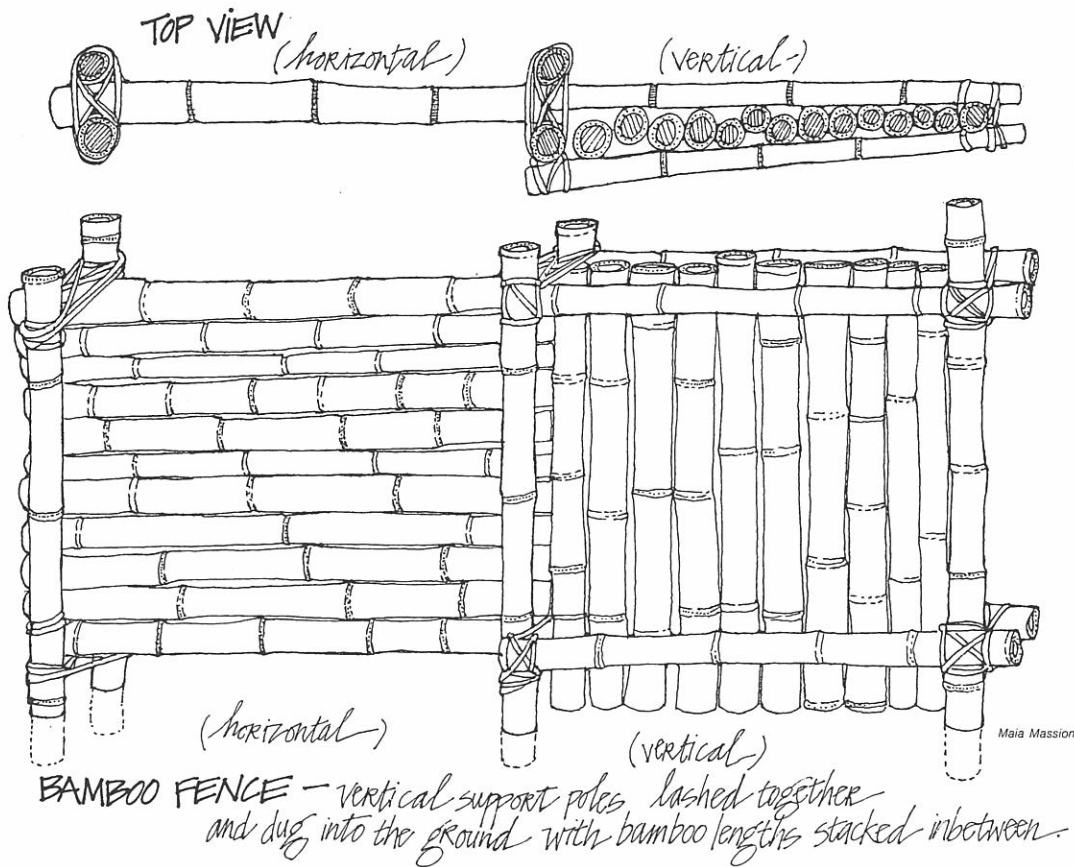 TOP VIEW
(horizontal)
(vertical)
(horizontal)
(vertical)
Maia Massion
BAMBOO FENCE — vertical support poles lashed together
and dug into the ground with bamboo lengths stacked inbetween.